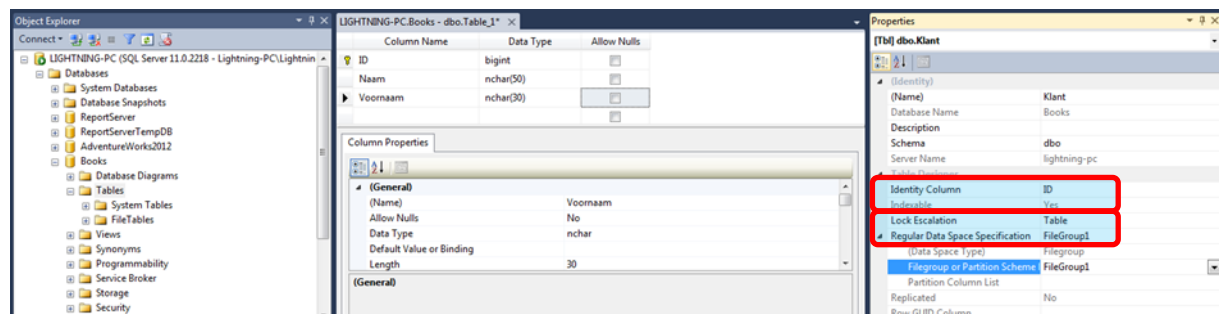 Object Explorer
Connect
LIGHTNING-PC (SQL Server 11.0.2218 - Lightning-PC\Lightnin
Databases
System Databases
Database Snapshots
ReportServer
ReportServerTempDB
AdventureWorks2012
Books
Database Diagrams
Tables
System Tables
FileTables
Views
Synonyms
Programmability
Service Broker
Storage
Security
LIGHTNING-PC.Books - dbo.Table_1*
Column Name Data Type Allow Nulls
ID bigint
Naam nchar(50)
Voornaam nchar(30)
Column Properties
(General)
(Name) Voornaam
Allow Nulls No
Data Type nchar
Default Value or Binding
Length 30
(General)
Properties
[Tbl] dbo.Klant
(Identity)
(Name) Klant
Database Name Books
Description
Schema dbo
Server Name lightning-pc
Table Designer
Identity Column ID
Indexable Yes
Lock Escalation Table
Regular Data Space Specification FileGroup1
(Data Space Type) Filegroup
Filegroup or Partition Scheme FileGroup1
Partition Column List
Replicated No
Row GUID Column